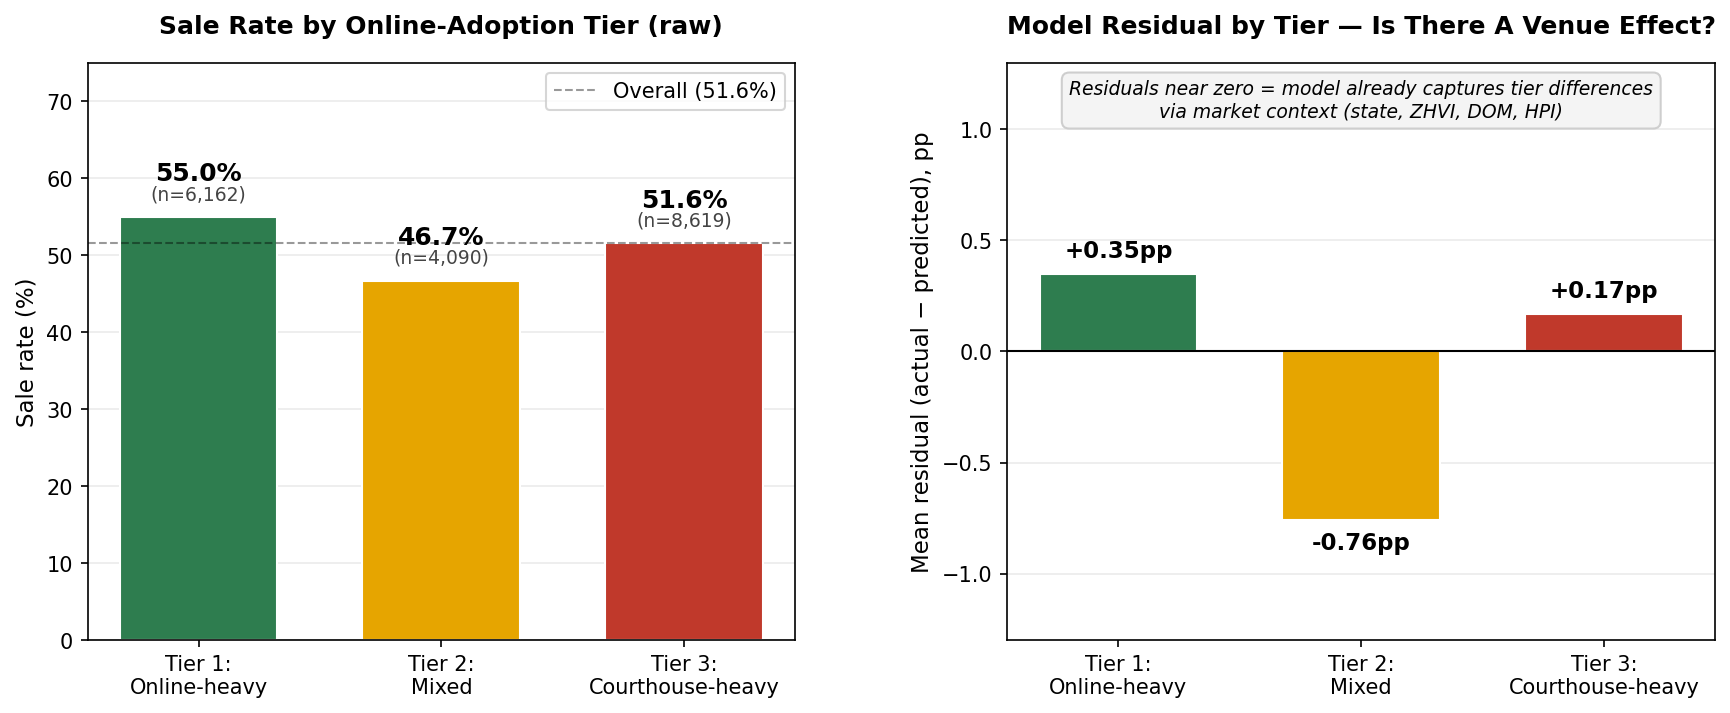 Sale Rate by Online-Adoption Tier (raw)
Overall (51.6%)
Sale rate (%)
70
60
50
40
30
20
10
0
55.0%
(n=6,162)
46.7%
(n=4,090)
51.6%
(n=8,619)
Tier 1:
Online-heavy
Tier 2:
Mixed
Tier 3:
Courthouse-heavy
Model Residual by Tier — Is There A Venue Effect?
Residuals near zero = model already captures tier differences
via market context (state, ZHVI, DOM, HPI)
Mean residual (actual − predicted), pp
1.0
0.5
0.0
−0.5
−1.0
+0.35pp
-0.76pp
+0.17pp
Tier 1:
Online-heavy
Tier 2:
Mixed
Tier 3:
Courthouse-heavy